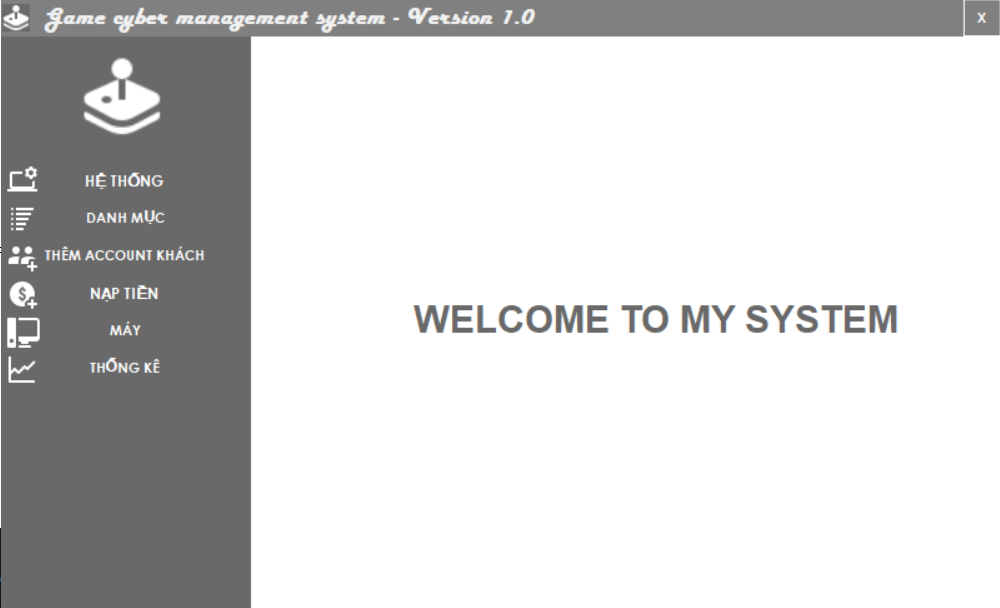 Game cyber management system - Version 1.0
X
HỆ THỐNG
DANH MỤC
THÊM ACCOUNT KHÁCH
NẠP TIỀN
MÁY
THỐNG KÊ
WELCOME TO MY SYSTEM